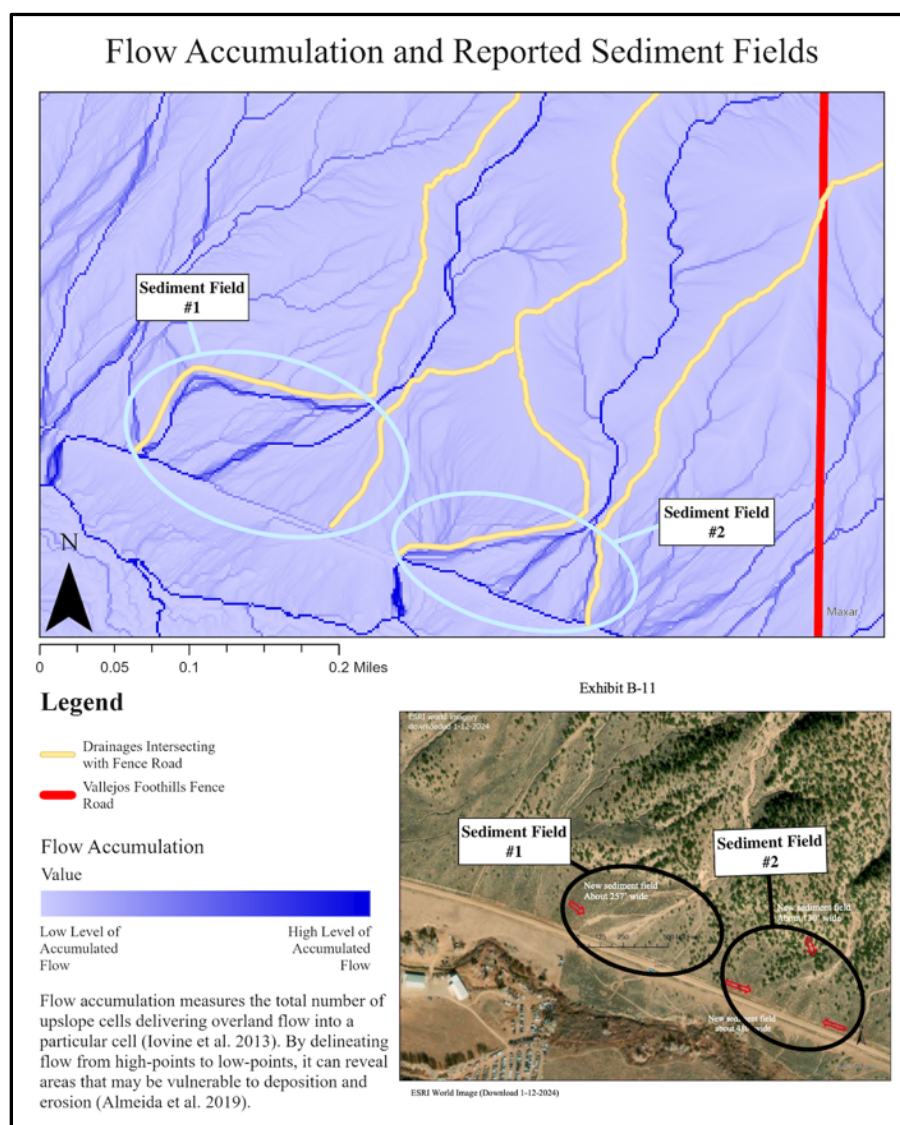 Flow Accumulation and Reported Sediment Fields
Sediment Field
#1
Sediment Field
#2
N
Maxar
0 0.05 0.1 0.2 Miles
Legend
Drainages Intersecting
with Fence Road
Vallejos Foothills Fence
Road
Flow Accumulation
Value
Low Level of
Accumulated
Flow
High Level of
Accumulated
Flow
Flow accumulation measures the total number of
upslope cells delivering overland flow into a
particular cell (Iovine et al. 2013). By delineating
flow from high-points to low-points, it can reveal
areas that may be vulnerable to deposition and
erosion (Almeida et al. 2019).
Exhibit B-11
ESRI world imagery
downloaded 1-12-2024
Sediment Field
#1
Sediment Field
#2
New sediment field
About 257' wide
New sediment field
About wide
New sediment field
about wide
ESRI World Image (Download 1-12-2024)